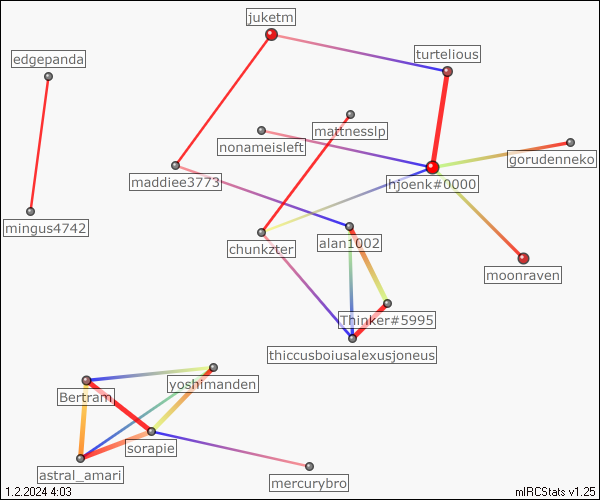 juketm
edgepanda
turtelious
mattnesslp
nonameisleft
gorudenneko
maddiee3773
hjoenk#0000
mingus4742
chunkzter
alan1002
moonraven
Thinker#5995
thiccusboiusalexusjoneus
yoshimanden
Bertram
sorapie
astral_amari
mercurybro
1.2.2024 4:03
mIRCStats v1.25